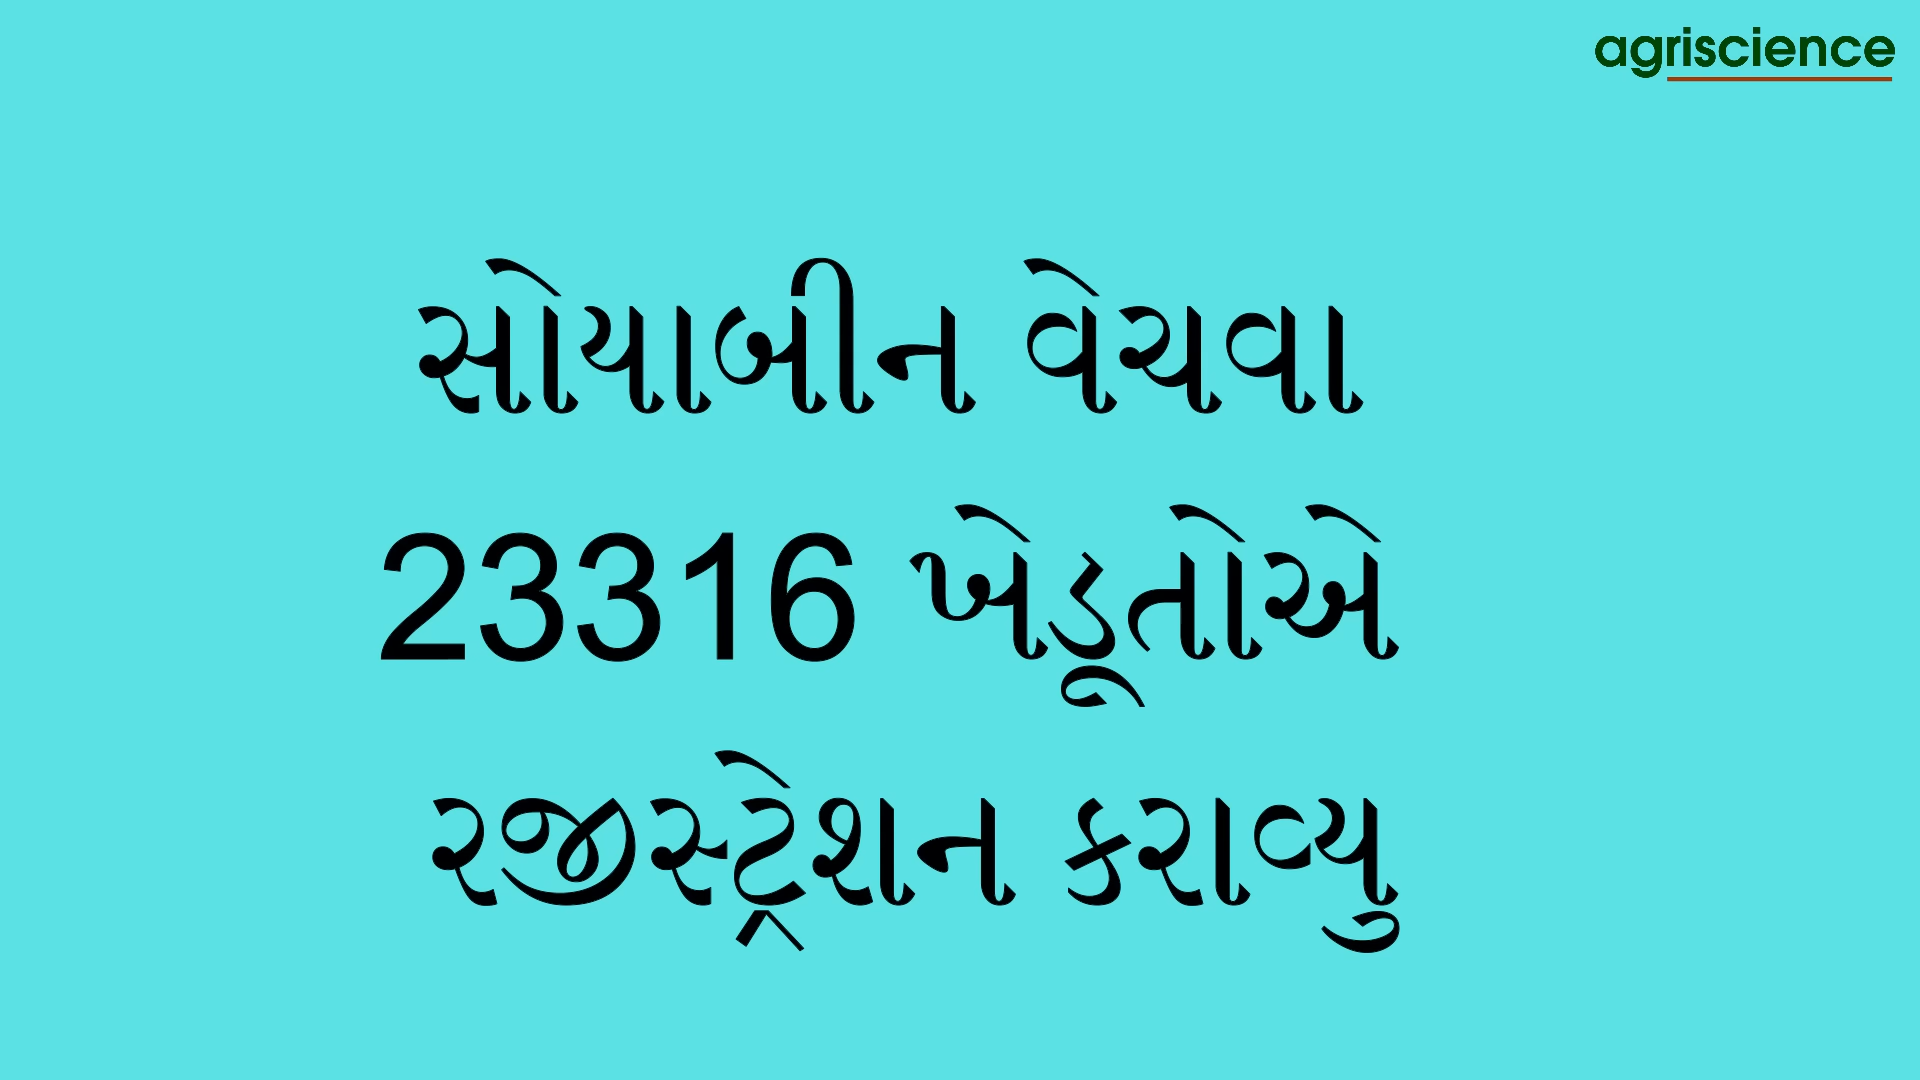 agriscience
સોયાબીન વેચવા
23316 ખેડૂતોએ
રજીસ્ટ્રેશન કરાવ્યુ